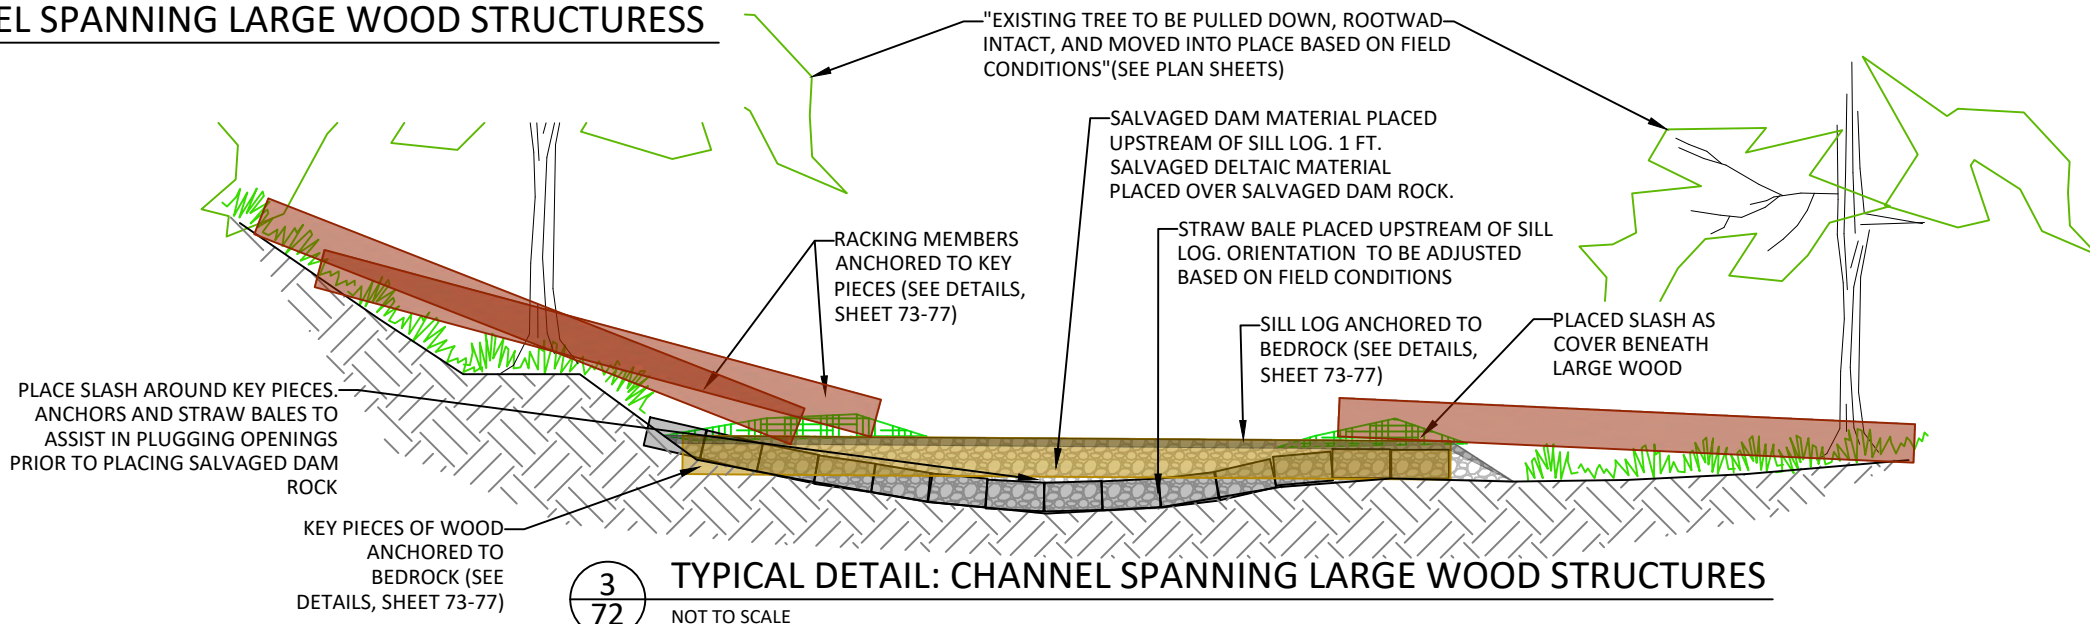 EL SPANNING LARGE WOOD STRUCTURESS
"EXISTING TREE TO BE PULLED DOWN, ROOTWAD
INTACT, AND MOVED INTO PLACE BASED ON FIELD
CONDITIONS"(SEE PLAN SHEETS)
SALVAGED DAM MATERIAL PLACED
UPSTREAM OF SILL LOG. 1 FT.
SALVAGED DELTAIC MATERIAL
PLACED OVER SALVAGED DAM ROCK.
STRAW BALE PLACED UPSTREAM OF SILL
LOG. ORIENTATION TO BE ADJUSTED
BASED ON FIELD CONDITIONS
RACKING MEMBERS
ANCHORED TO KEY
PIECES (SEE DETAILS,
SHEET 73-77)
SILL LOG ANCHORED TO
BEDROCK (SEE DETAILS,
SHEET 73-77)
PLACED SLASH AS
COVER BENEATH
LARGE WOOD
PLACE SLASH AROUND KEY PIECES.
ANCHORS AND STRAW BALES TO
ASSIST IN PLUGGING OPENINGS
PRIOR TO PLACING SALVAGED DAM
ROCK
KEY PIECES OF WOOD
ANCHORED TO
BEDROCK (SEE
DETAILS, SHEET 73-77)
3
72
TYPICAL DETAIL: CHANNEL SPANNING LARGE WOOD STRUCTURES
NOT TO SCALE